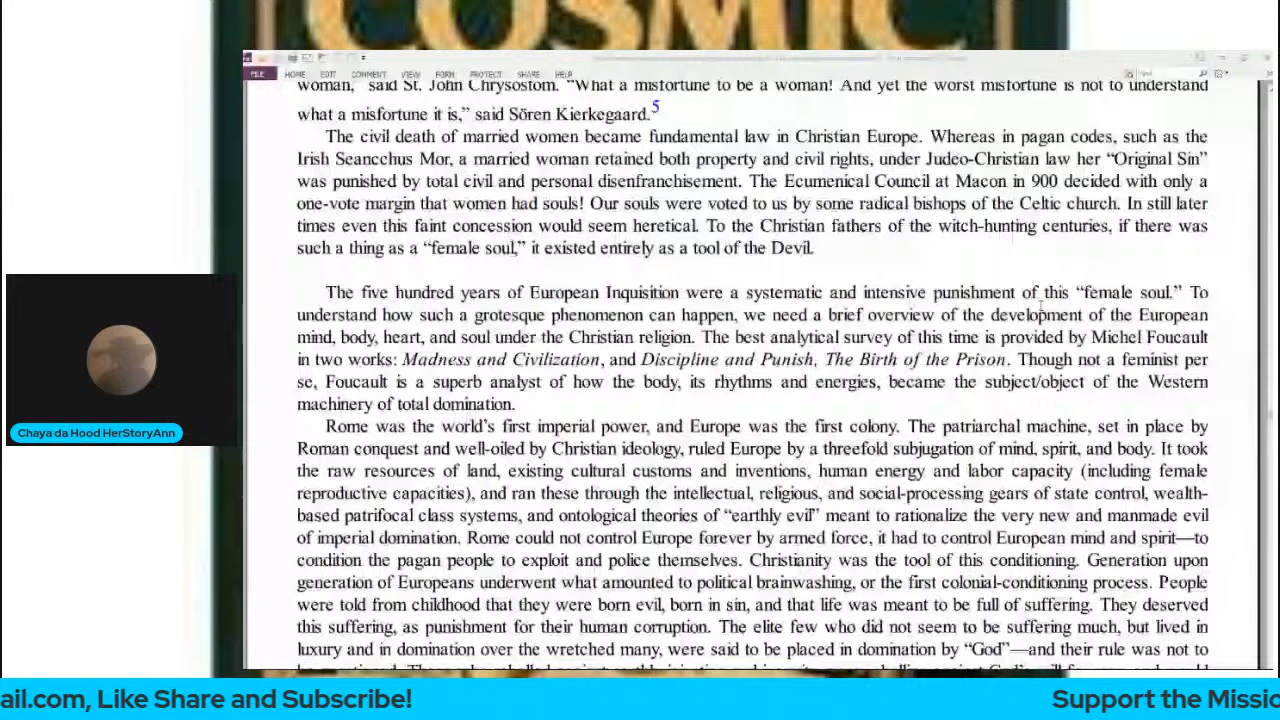 COSMIC
FILE HOME EDIT COMMENT VIEW FORM PROTECT SHARE HELP
woman,” said St. John Chrysostom. “What a misfortune to be a woman! And yet the worst misfortune is not to understand
what a misfortune it is,” said Sören Kierkegaard.5
The civil death of married women became fundamental law in Christian Europe. Whereas in pagan codes, such as the
Irish Seancchus Mor, a married woman retained both property and civil rights, under Judeo-Christian law her “Original Sin”
was punished by total civil and personal disenfranchisement. The Ecumenical Council at Macon in 900 decided with only a
one-vote margin that women had souls! Our souls were voted to us by some radical bishops of the Celtic church. In still later
times even this faint concession would seem heretical. To the Christian fathers of the witch-hunting centuries, if there was
such a thing as a “female soul,” it existed entirely as a tool of the Devil.
The five hundred years of European Inquisition were a systematic and intensive punishment of this “female soul.” To
understand how such a grotesque phenomenon can happen, we need a brief overview of the development of the European
mind, body, heart, and soul under the Christian religion. The best analytical survey of this time is provided by Michel Foucault
in two works: Madness and Civilization, and Discipline and Punish, The Birth of the Prison. Though not a feminist per
se, Foucault is a superb analyst of how the body, its rhythms and energies, became the subject/object of the Western
machinery of total domination.
Rome was the world’s first imperial power, and Europe was the first colony. The patriarchal machine, set in place by
Roman conquest and well-oiled by Christian ideology, ruled Europe by a threefold subjugation of mind, spirit, and body. It took
the raw resources of land, existing cultural customs and inventions, human energy and labor capacity (including female
reproductive capacities), and ran these through the intellectual, religious, and social-processing gears of state control, wealth-
based patrifocal class systems, and ontological theories of “earthly evil” meant to rationalize the very new and manmade evil
of imperial domination. Rome could not control Europe forever by armed force, it had to control European mind and spirit—to
condition the pagan people to exploit and police themselves. Christianity was the tool of this conditioning. Generation upon
generation of Europeans underwent what amounted to political brainwashing, or the first colonial-conditioning process. People
were told from childhood that they were born evil, born in sin, and that life was meant to be full of suffering. They deserved
this suffering, as punishment for their human corruption. The elite few who did not seem to be suffering much, but lived in
luxury and in domination over the wretched many, were said to be placed in domination by “God”—and their rule was not to
Chaya da Hood HerStoryAnn
ail.com, Like Share and Subscribe! Support the Missio